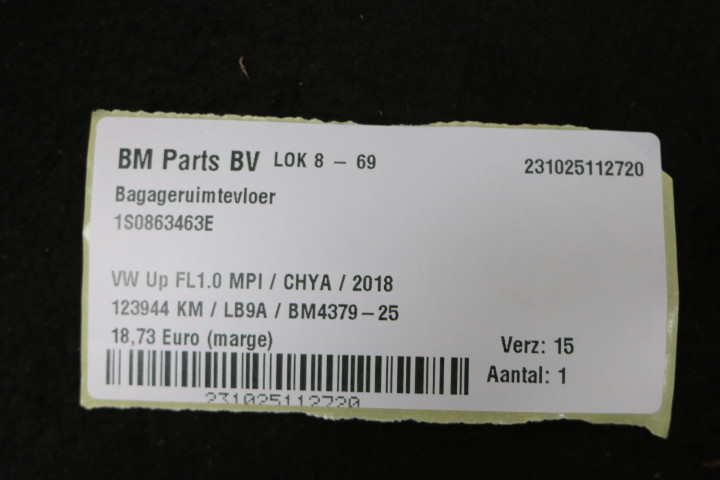 BM Parts BV LOK 8 - 69 231025112720
Bagageruimtevloer
1S0863463E
VW Up FL1.0 MPI / CHYA / 2018
123944 KM / LB9A / BM4379-25
18,73 Euro (marge)
Verz: 15
Aantal: 1
231025112720